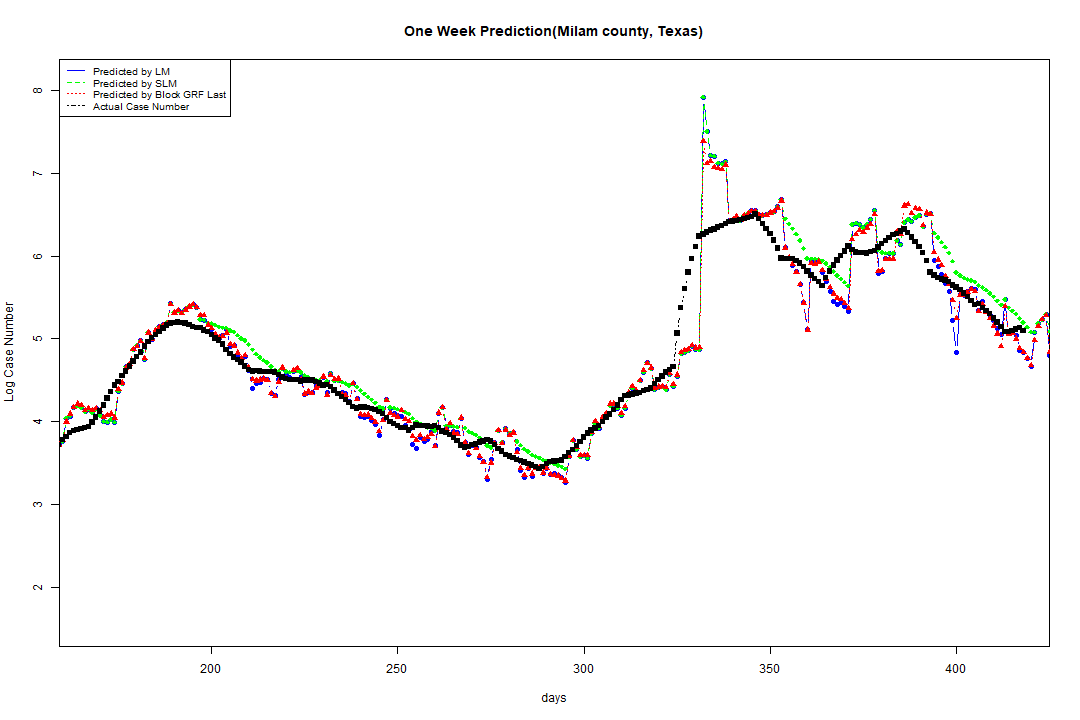 One Week Prediction(Milam county, Texas)
Predicted by LM
Predicted by SLM
Predicted by Block GRF Last
Actual Case Number
8
7
6
5
4
3
2
Log Case Number
200 250 300 350 400
days